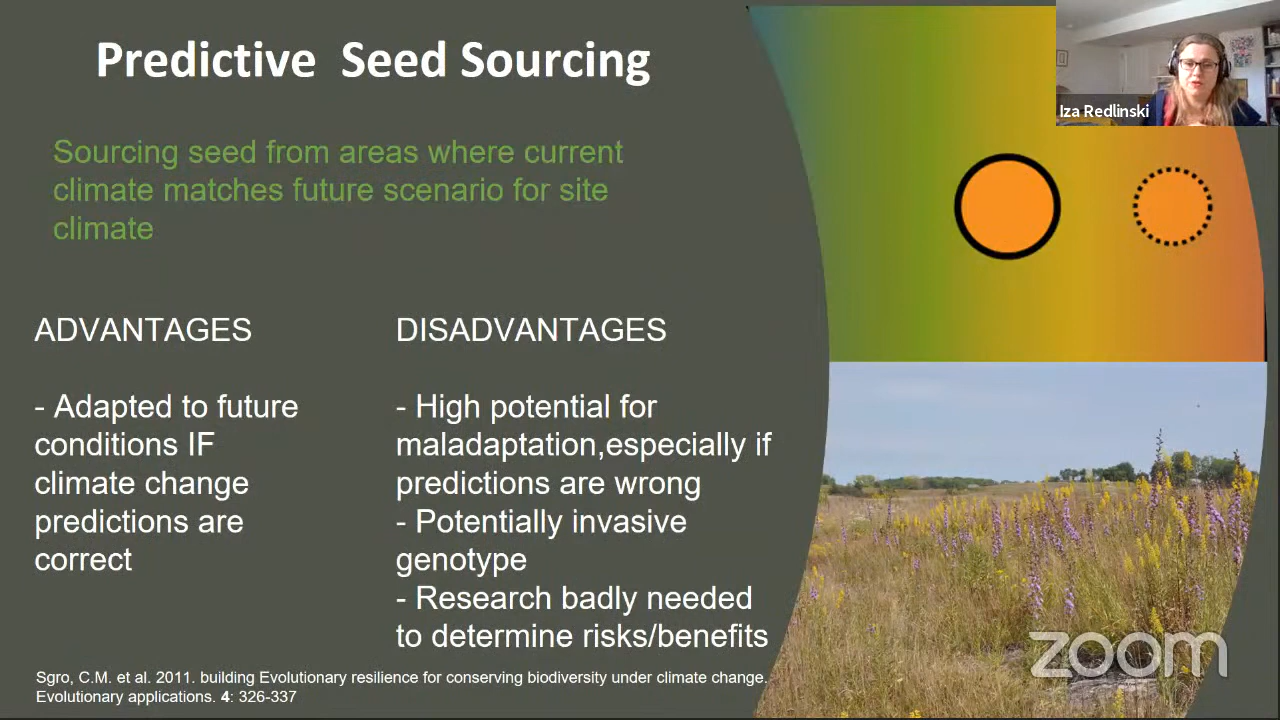 Predictive Seed Sourcing
Iza Redlinski
Sourcing seed from areas where current
climate matches future scenario for site
climate
ADVANTAGES
- Adapted to future
conditions IF
climate change
predictions are
correct
DISADVANTAGES
- High potential for
maladaptation,especially if
predictions are wrong
- Potentially invasive
genotype
- Research badly needed
to determine risks/benefits
Sgro, C.M. et al. 2011. building Evolutionary resilience for conserving biodiversity under climate change.
Evolutionary applications. 4: 326-337
zoom